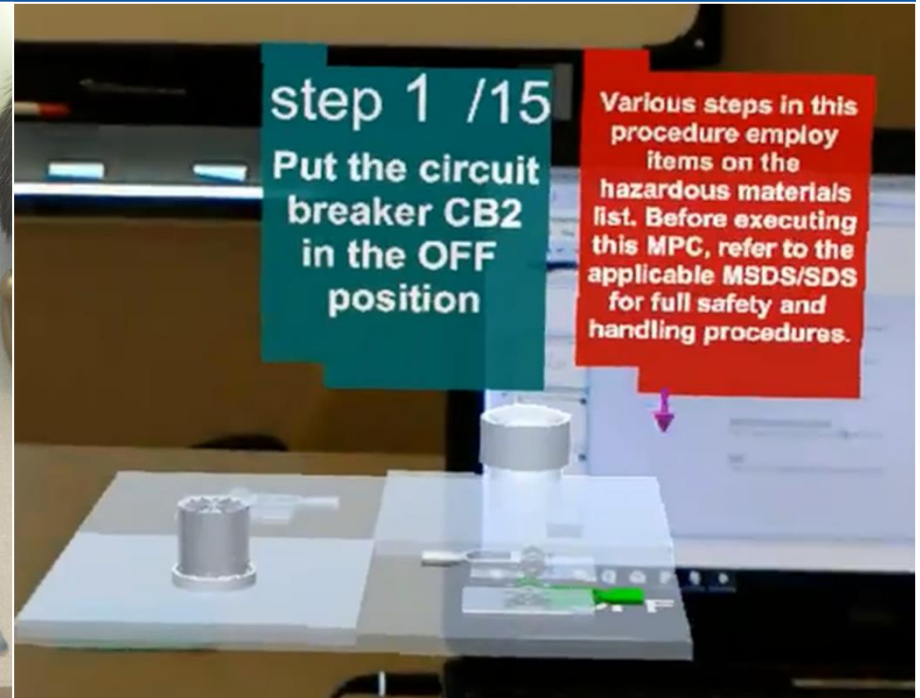 step 1 /15
Put the circuit
breaker CB2
in the OFF
position
Various steps in this
procedure employ
items on the
hazardous materials
list. Before executing
this MPC, refer to the
applicable MSDS/SDS
for full safety and
handling procedures.